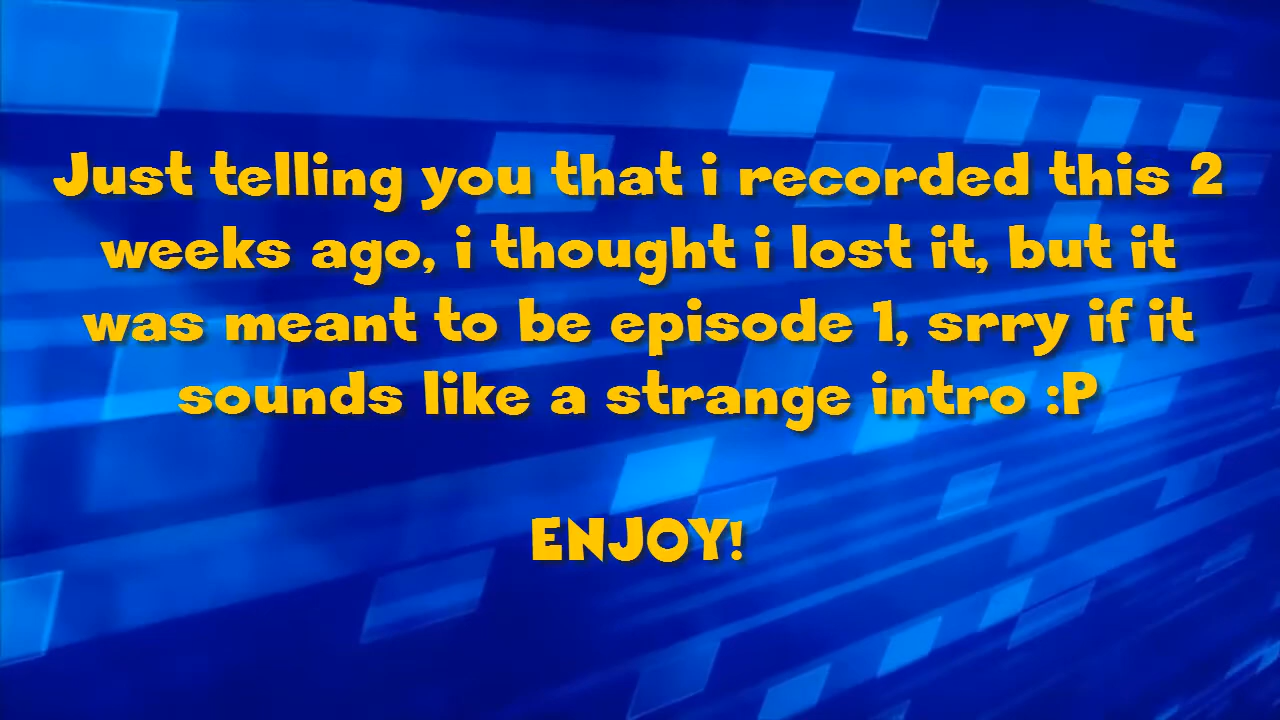 Just telling you that i recorded this 2
weeks ago, i thought i lost it, but it
was meant to be episode 1, srry if it
sounds like a strange intro :P
ENJOY!